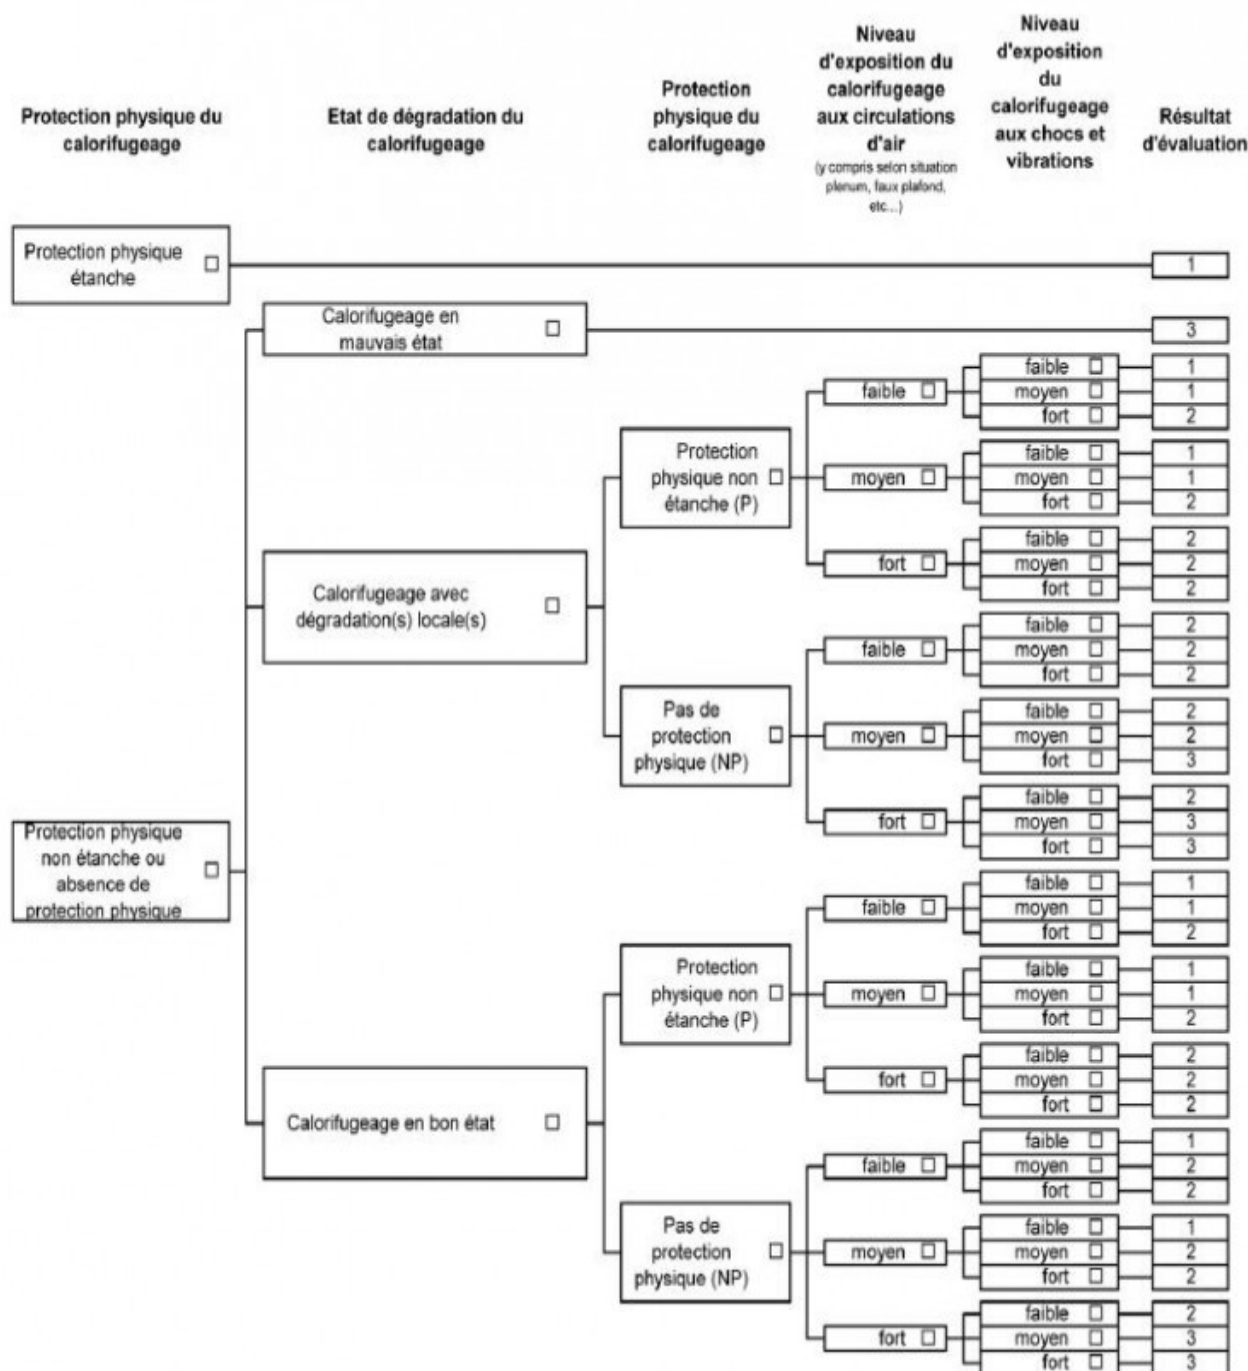 Protection physique du
calorifugeage
Etat de dégradation du
calorifugeage
Protection
physique du
calorifugeage
Niveau
d'exposition du
calorifugeage
aux circulations
d'air
(y compris selon situation
plenum, faux plafond,
etc...)
Niveau
d'exposition
du
calorifugeage
aux chocs et
vibrations
Résultat
d'évaluation
Protection physique
étanche
1
Calorifugeage en
mauvais état
3
Protection physique
non étanche ou
absence de
protection physique
Calorifugeage avec
dégradation(s) locale(s)
Protection
physique non
étanche (P)
faible
faible 1
moyen 1
fort 2
moyen
faible 1
moyen 1
fort 2
fort
faible 2
moyen 2
fort 2
Pas de
protection
physique (NP)
faible
faible 2
moyen 2
fort 2
moyen
faible 2
moyen 2
fort 3
fort
faible 2
moyen 3
fort 3
Calorifugeage en bon état
Protection
physique non
étanche (P)
faible
faible 1
moyen 1
fort 2
moyen
faible 1
moyen 1
fort 2
fort
faible 2
moyen 2
fort 2
Pas de
protection
physique (NP)
faible
faible 1
moyen 2
fort 2
moyen
faible 1
moyen 2
fort 2
fort
faible 2
moyen 3
fort 3